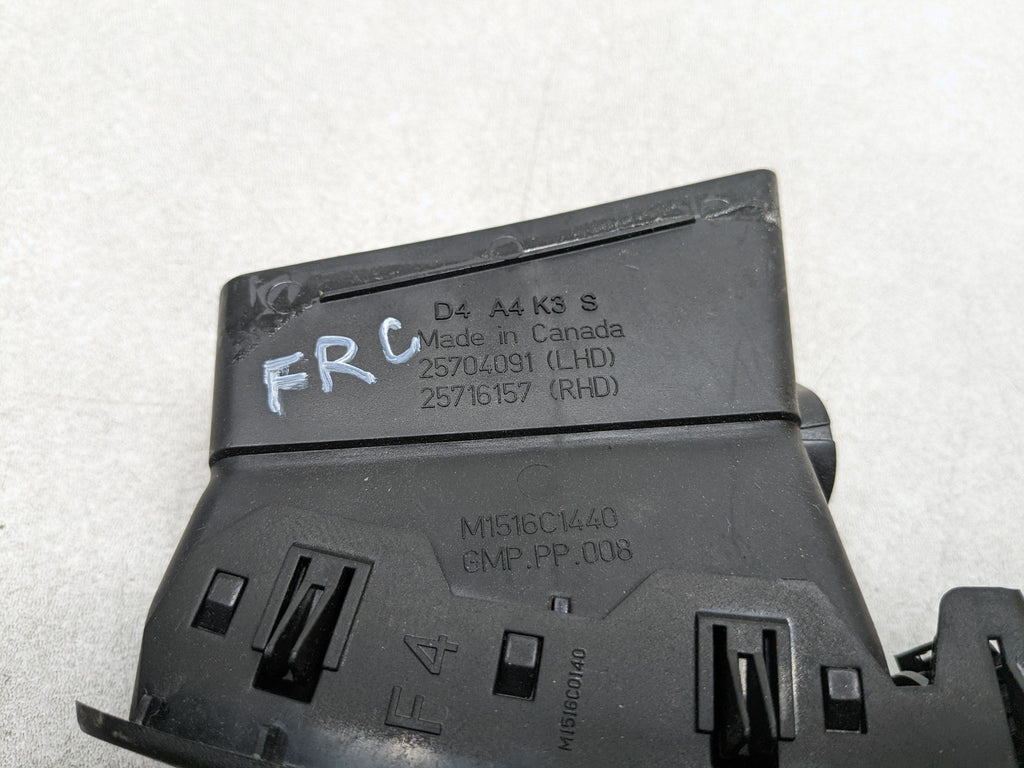 D4 A4 K3 S
Made in Canada
25704091 (LHD)
25716157 (RHD)
FRC
M1516C1440
GMP.PP.008
F4
M1516C0140